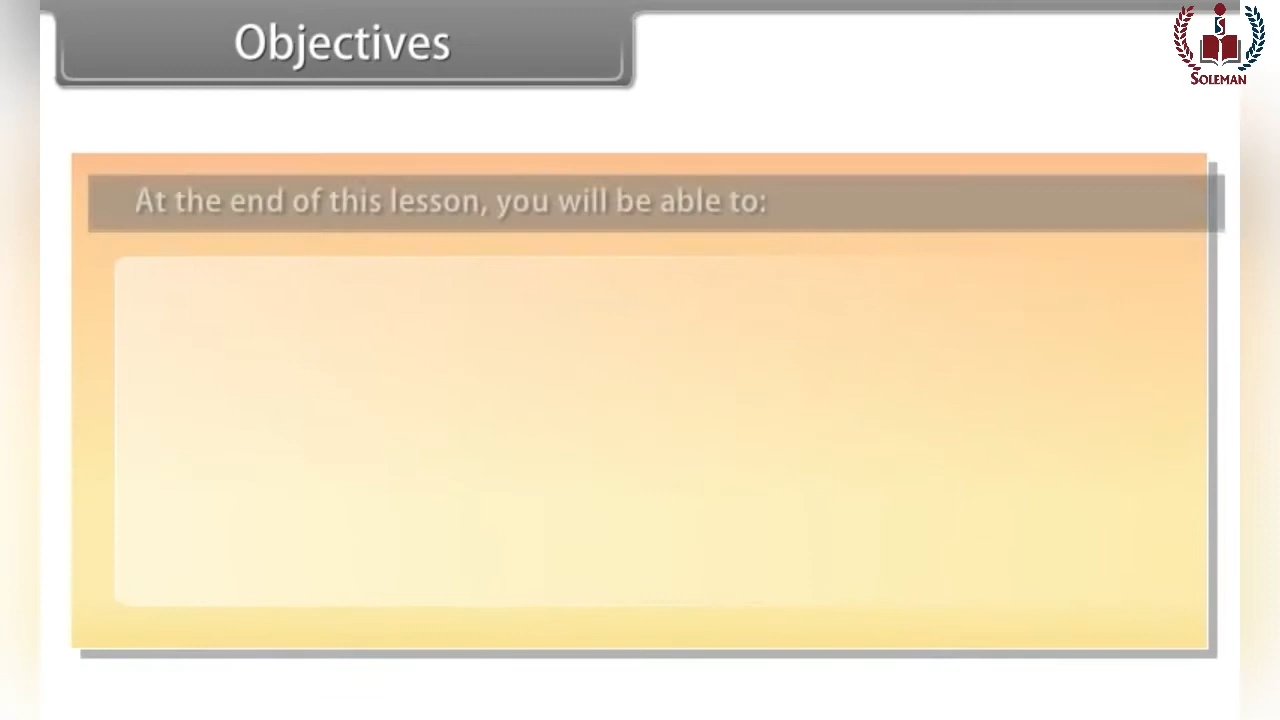 Objectives
SOLEMAN
At the end of this lesson, you will be able to: